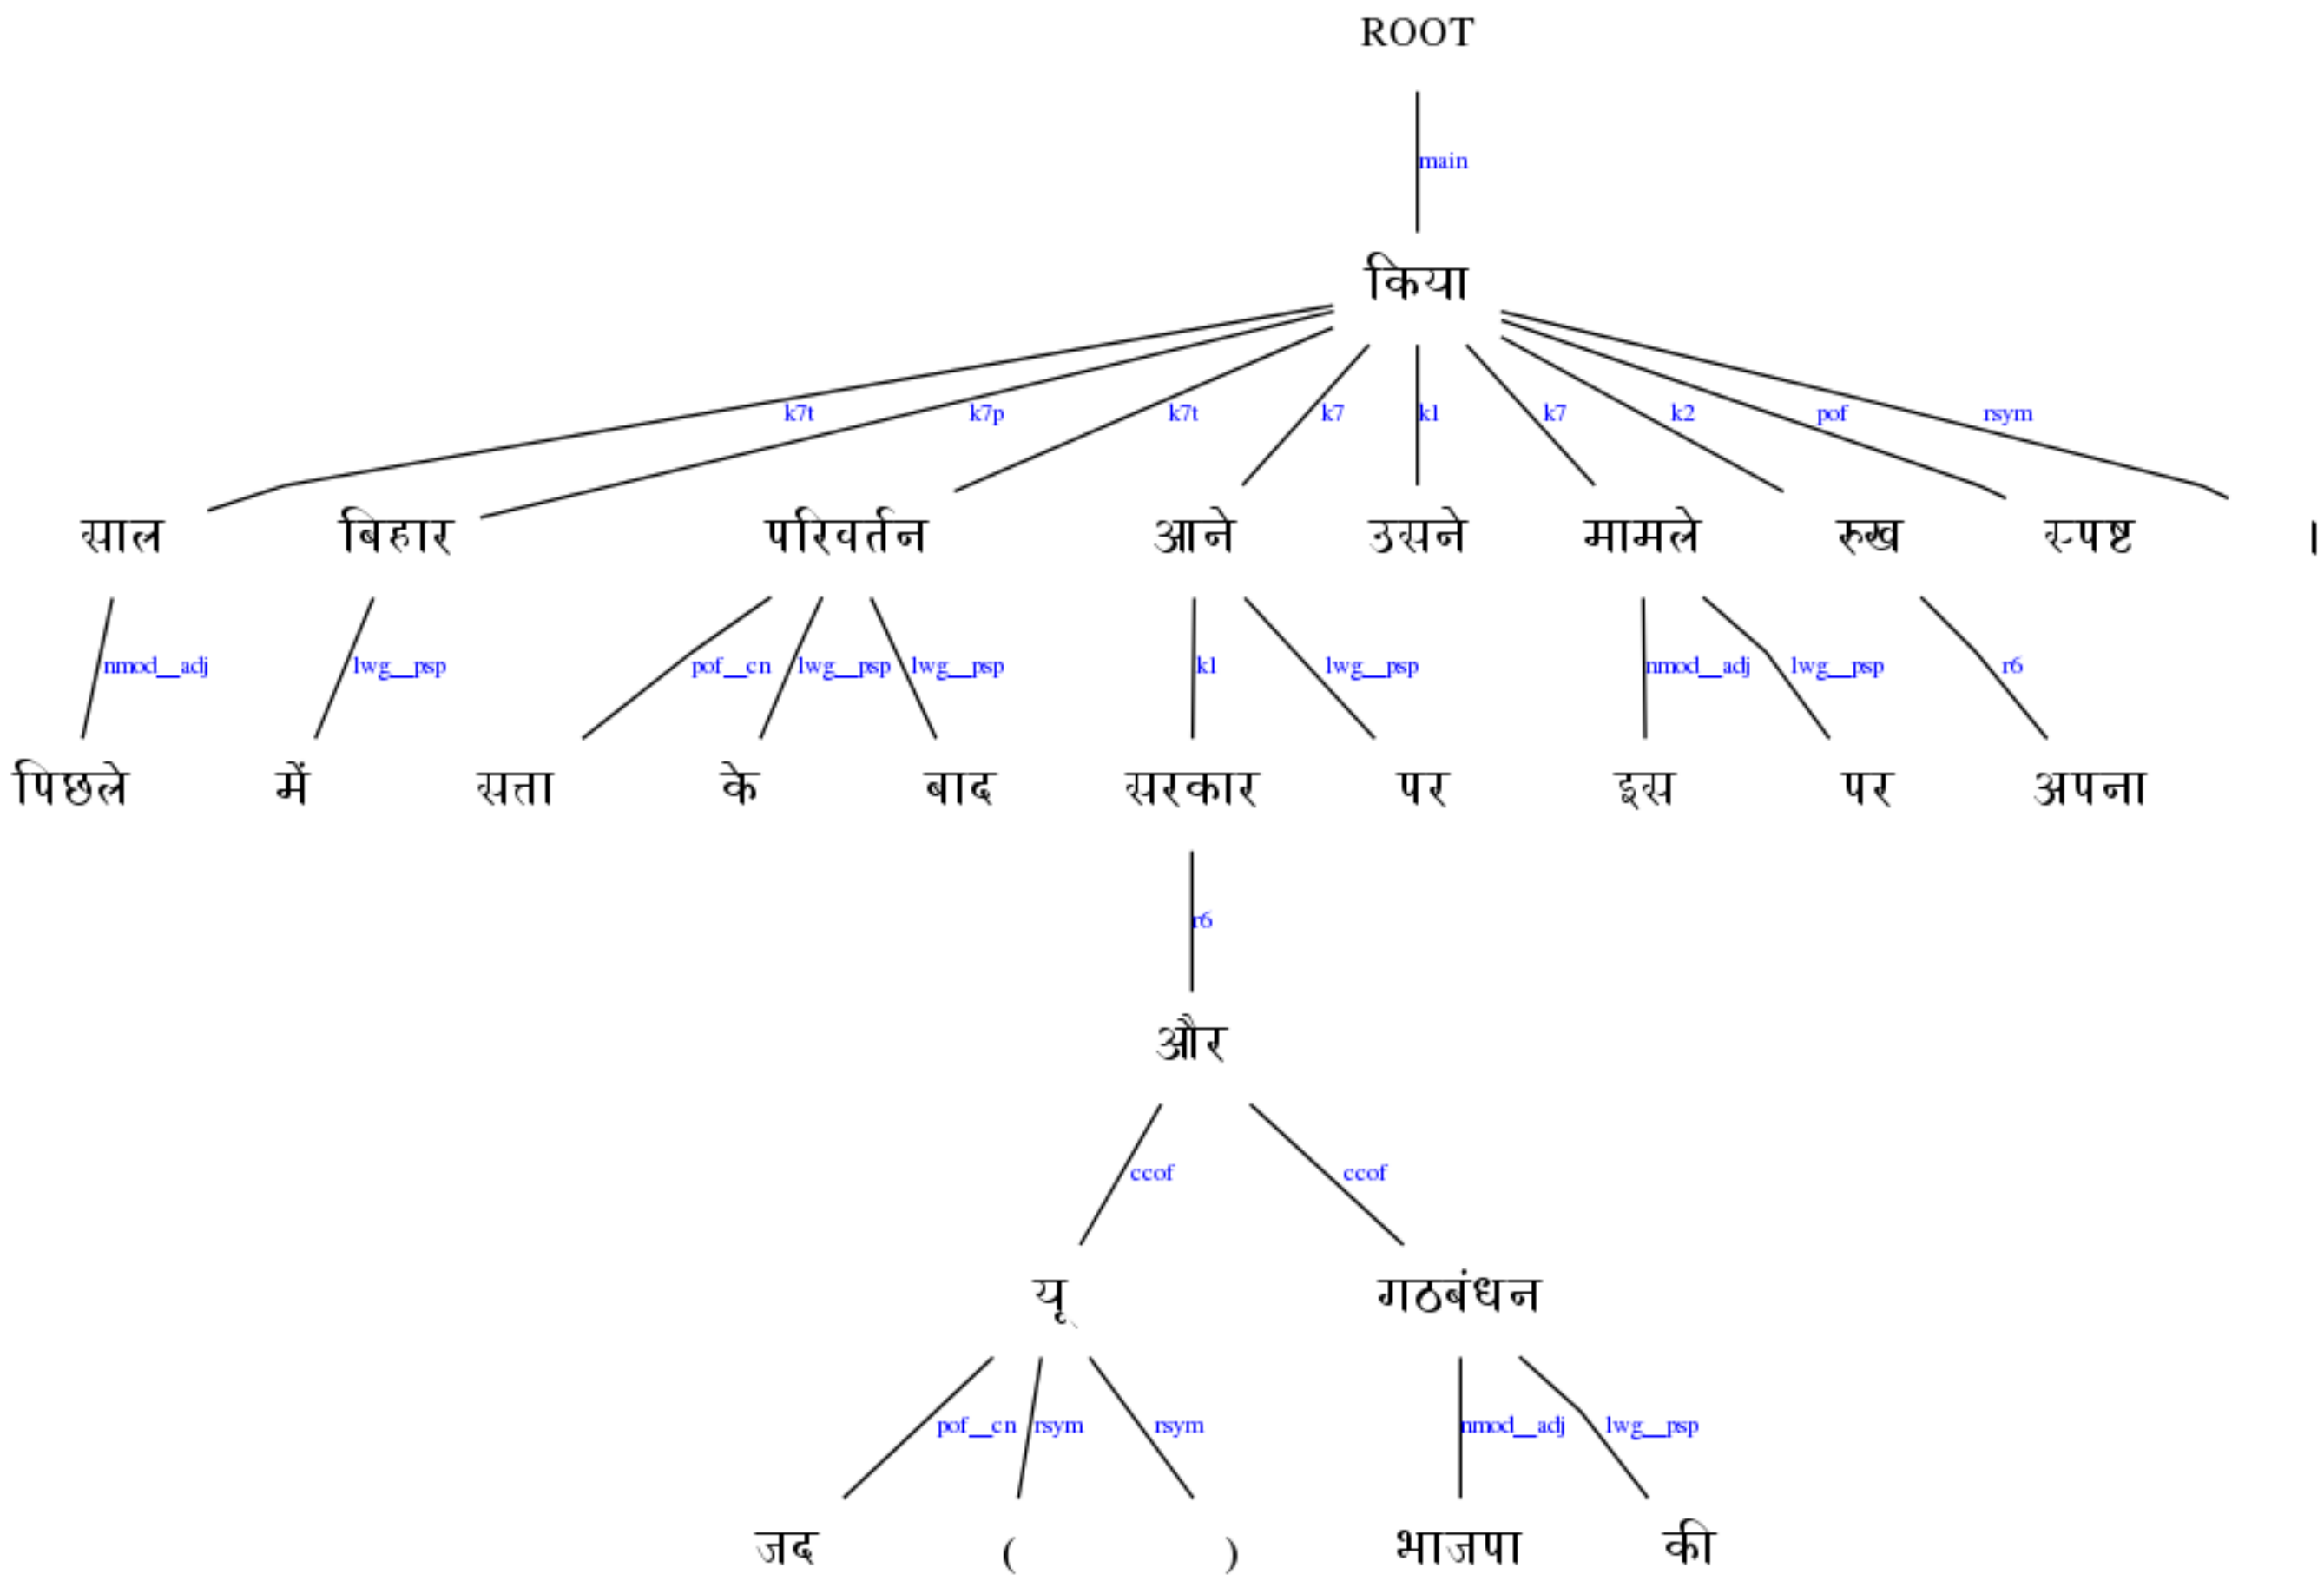 ROOT
main
किया
k7t k7p k7t k7 k1 k7 k2 pof rsym
साल बिहार परिवर्तन आने उसने मामले रुख स्पष्ट ।
nmod__adj lwg__psp pof__cn lwg__psp lwg__psp k1 lwg__psp nmod__adj lwg__psp r6
पिछले में सत्ता के बाद सरकार पर इस पर अपना
r6
और
ccof ccof
यू गठबंधन
pof__cn rsym rsym nmod__adj lwg__psp
जद ( ) भाजपा की